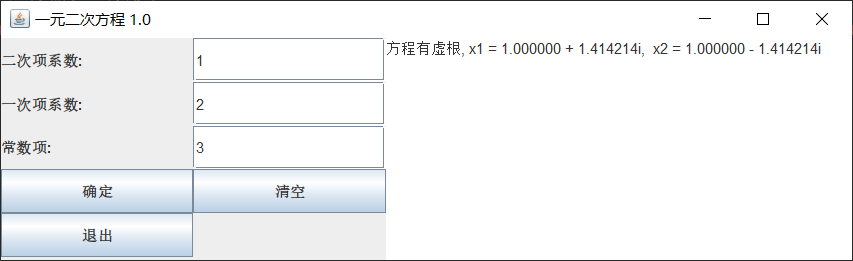 一元二次方程 1.0
二次项系数: 1
一次项系数: 2
常数项: 3
确定 清空
退出
方程有虚根, x1 = 1.000000 + 1.414214i,  x2 = 1.000000 - 1.414214i